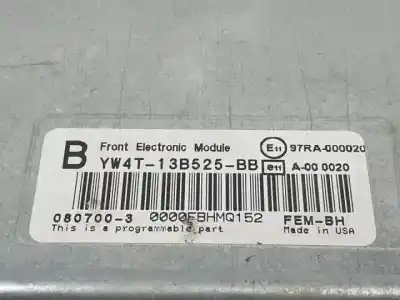 B Front Electronic Module E11 97RA-000020
YW4T-13B525-BB e11 A-00 0020
080700-3 0000EBHMQ152 FEM-BH
This is a programmable part Made in USA